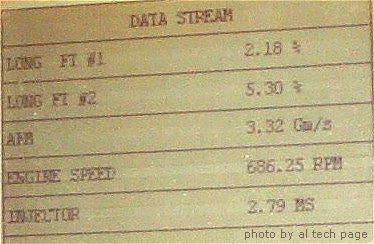 DATA STREAM
LONG FT #1 2.18 %
LONG FT #2 5.30 %
AFM 3.32 Gm/s
ENGINE SPEED 686.25 RPM
INJECTOR 2.79 MS
photo by al tech page